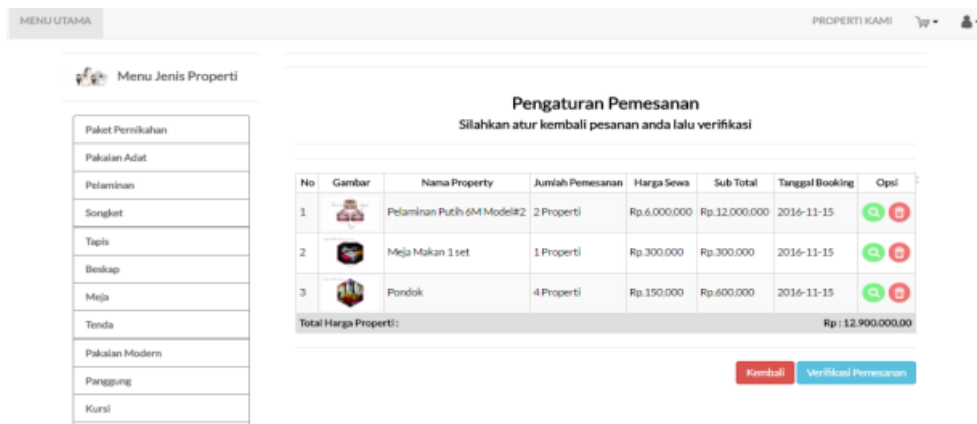 MENU UTAMA
PROPERTI KAMI
Menu Jenis Properti
Paket Pernikahan
Pakaian Adat
Pelaminan
Songket
Tapis
Beskap
Meja
Tenda
Pakaian Modern
Panggung
Kursi
Pengaturan Pemesanan
Silahkan atur kembali pesanan anda lalu verifikasi
No Gambar Nama Property Jumlah Pemesanan Harga Sewa Sub Total Tanggal Booking Opsi
1 Pelaminan Putih 6M Model#2 2 Properti Rp.6,000,000 Rp.12,000,000 2016-11-15
2 Meja Makan 1 set 1 Properti Rp.300,000 Rp.300,000 2016-11-15
3 Pondok 4 Properti Rp.150,000 Rp.600,000 2016-11-15
Total Harga Properti : Rp : 12.900.000,00
Kembali Verifikasi Pemesanan